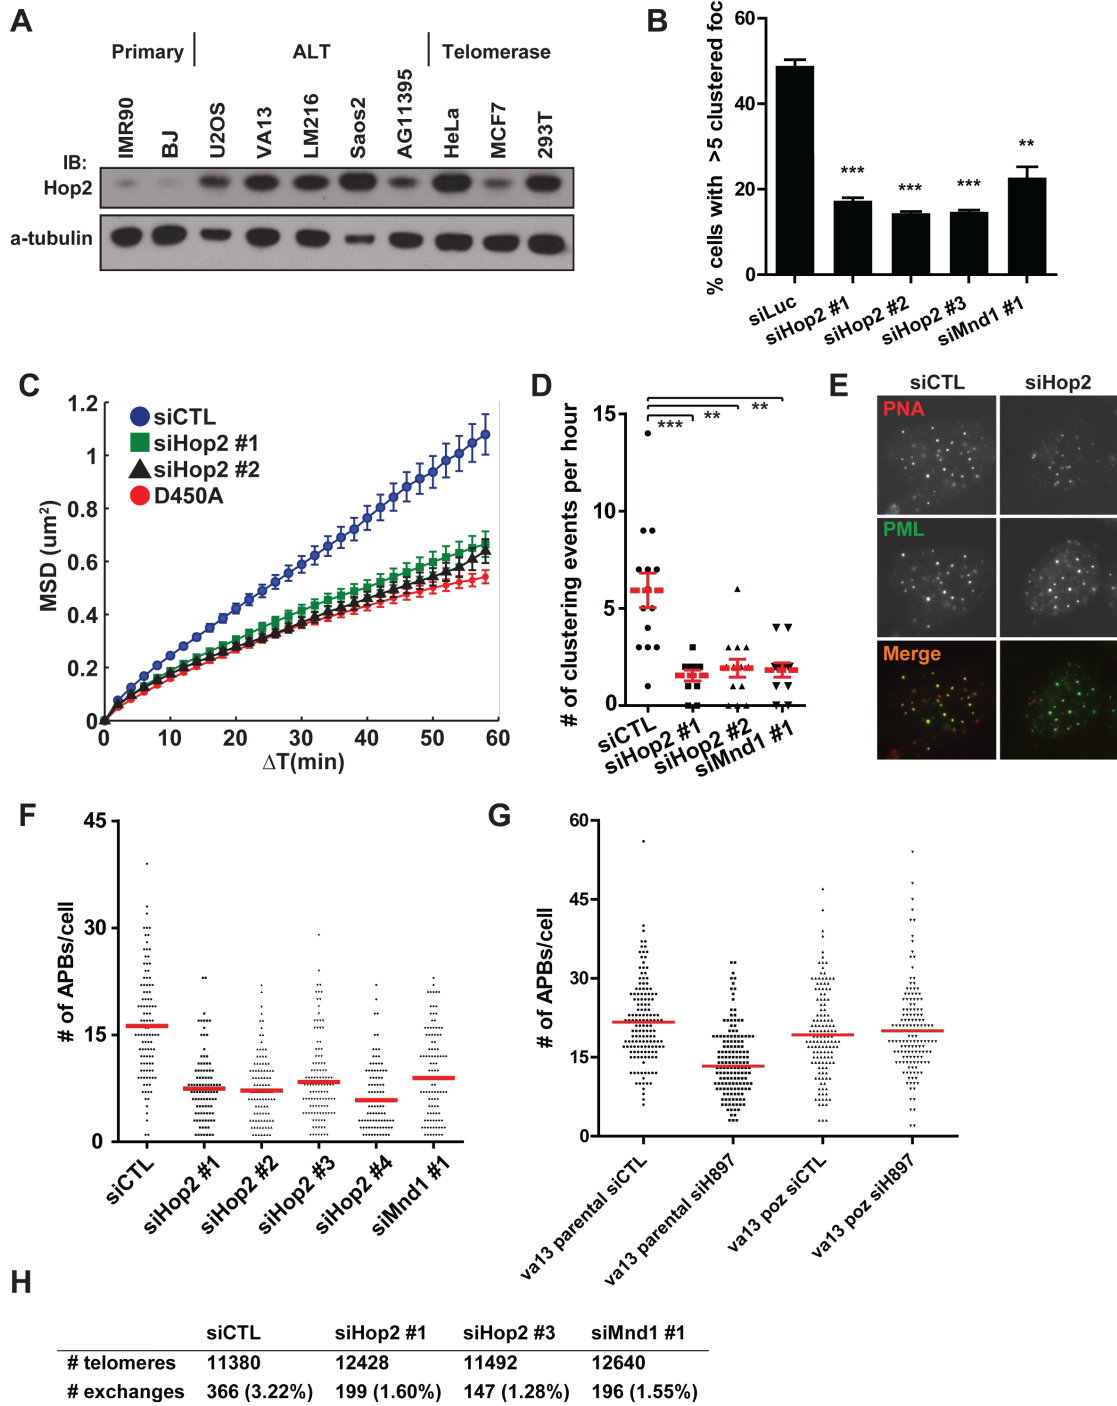 A
Primary
ALT
Telomerase
IMR90
BJ
U2OS
VA13
LM216
Saos2
AG11395
HeLa
MCF7
293T
IB:
Hop2
a-tubulin
B
% cells with >5 clustered foc
60
40
20
0
***
***
***
**
siLuc
siHop2 #1
siHop2 #2
siHop2 #3
siMnd1 #1
C
MSD (um²)
1.2
1
0.8
0.6
0.4
0.2
0
siCTL
siHop2 #1
siHop2 #2
D450A
0
10
20
30
40
50
60
ΔT(min)
D
# of clustering events per hour
15
10
5
0
***
**
**
siCTL
siHop2 #1
siHop2 #2
siMnd1 #1
E
siCTL
siHop2
PNA
PML
Merge
F
# of APBs/cell
45
30
15
0
siCTL
siHop2 #1
siHop2 #2
siHop2 #3
siHop2 #4
siMnd1 #1
G
# of APBs/cell
60
45
30
15
0
va13 parental siCTL
va13 parental siH897
va13 poz siCTL
va13 poz siH897
H
siCTL siHop2 #1 siHop2 #3 siMnd1 #1
# telomeres 11380 12428 11492 12640
# exchanges 366 (3.22%) 199 (1.60%) 147 (1.28%) 196 (1.55%)